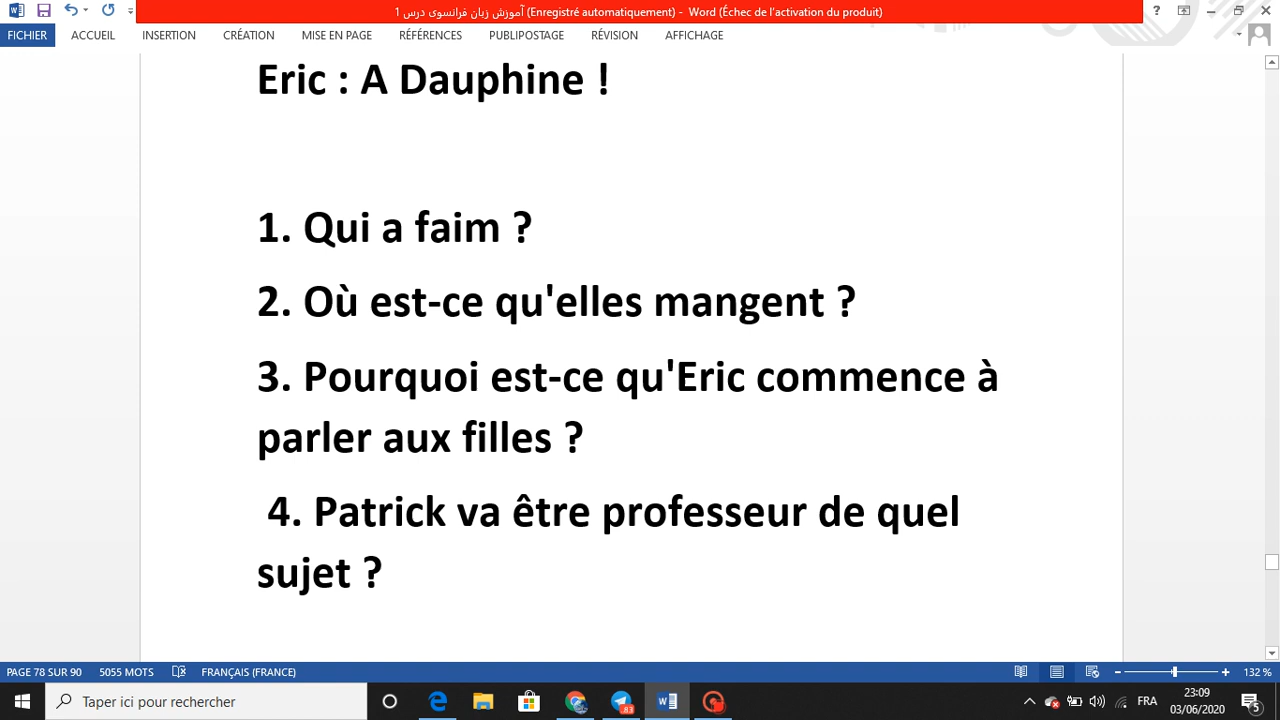 آموزش زبان فرانسوی درس 1 (Enregistré automatiquement) - Word (Échec de l'activation du produit)
FICHIER ACCUEIL INSERTION CRÉATION MISE EN PAGE RÉFÉRENCES PUBLIPOSTAGE RÉVISION AFFICHAGE
Eric : A Dauphine !
1. Qui a faim ?
2. Où est-ce qu'elles mangent ?
3. Pourquoi est-ce qu'Eric commence à
parler aux filles ?
4. Patrick va être professeur de quel
sujet ?
PAGE 78 SUR 90 5055 MOTS FRANÇAIS (FRANCE) 132 %
Taper ici pour rechercher
83
FRA
23:09
03/06/2020
5